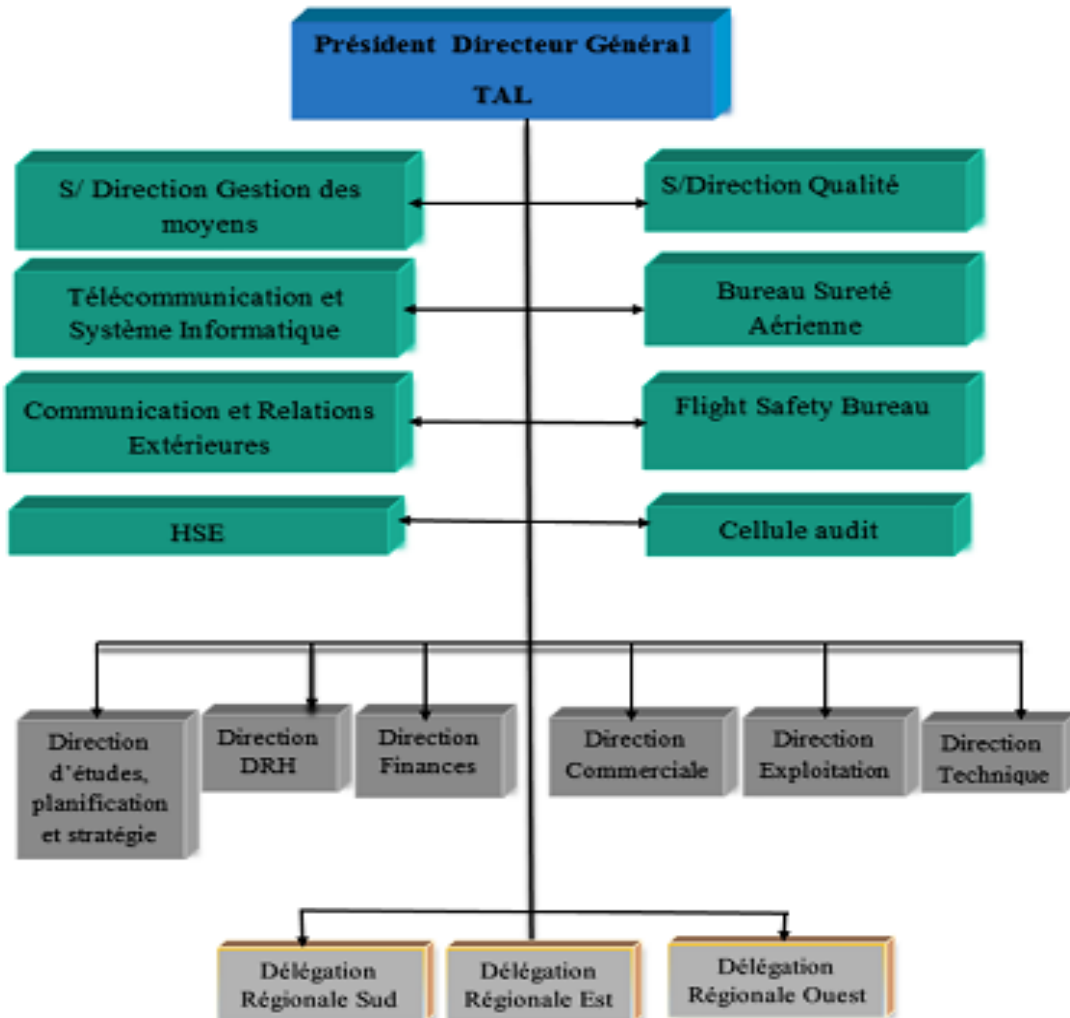 Président Directeur Général
TAL
S/ Direction Gestion des
moyens
S/Direction Qualité
Télécommunication et
Système Informatique
Bureau Sureté
Aérienne
Communication et Relations
Extérieures
Flight Safety Bureau
HSE
Cellule audit
Direction
d'études,
planification
et stratégie
Direction
DRH
Direction
Finances
Direction
Commerciale
Direction
Exploitation
Direction
Technique
Délégation
Régionale Sud
Délégation
Régionale Est
Délégation
Régionale Ouest